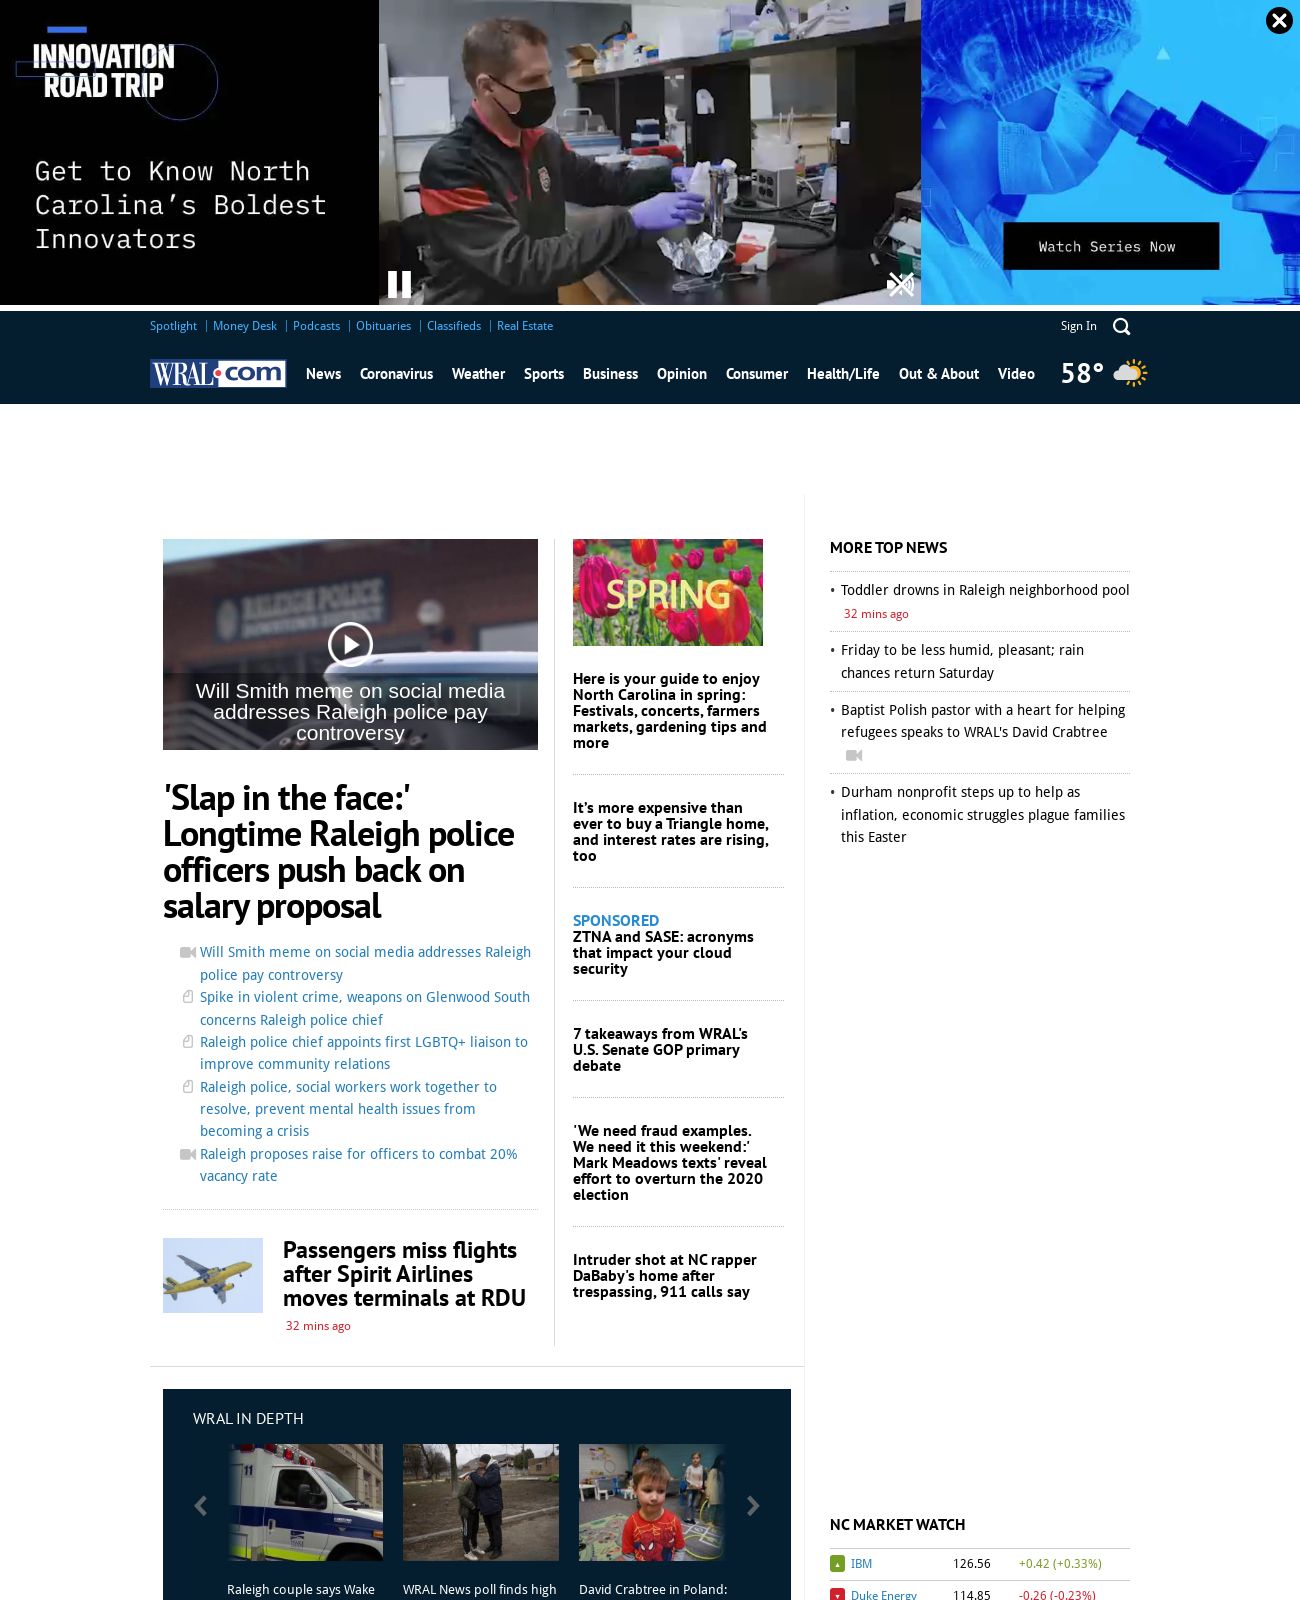 INNOVATION
ROAD TRIP
Get to Know North
Carolina's Boldest
Innovators
Watch Series Now
Spotlight | Money Desk | Podcasts | Obituaries | Classifieds | Real Estate
Sign In
WRAL.com
News Coronavirus Weather Sports Business Opinion Consumer Health/Life Out & About Video 58°
RALEIGH POLICE
Will Smith meme on social media
addresses Raleigh police pay
controversy
'Slap in the face:'
Longtime Raleigh police
officers push back on
salary proposal
Will Smith meme on social media addresses Raleigh
police pay controversy
Spike in violent crime, weapons on Glenwood South
concerns Raleigh police chief
Raleigh police chief appoints first LGBTQ+ liaison to
improve community relations
Raleigh police, social workers work together to
resolve, prevent mental health issues from
becoming a crisis
Raleigh proposes raise for officers to combat 20%
vacancy rate
Passengers miss flights
after Spirit Airlines
moves terminals at RDU
32 mins ago
SPRING
Here is your guide to enjoy
North Carolina in spring:
Festivals, concerts, farmers
markets, gardening tips and
more
It’s more expensive than
ever to buy a Triangle home,
and interest rates are rising,
too
SPONSORED
ZTNA and SASE: acronyms
that impact your cloud
security
7 takeaways from WRAL's
U.S. Senate GOP primary
debate
'We need fraud examples.
We need it this weekend:'
Mark Meadows texts' reveal
effort to overturn the 2020
election
Intruder shot at NC rapper
DaBaby's home after
trespassing, 911 calls say
MORE TOP NEWS
• Toddler drowns in Raleigh neighborhood pool
32 mins ago
• Friday to be less humid, pleasant; rain
chances return Saturday
• Baptist Polish pastor with a heart for helping
refugees speaks to WRAL's David Crabtree
• Durham nonprofit steps up to help as
inflation, economic struggles plague families
this Easter
WRAL IN DEPTH
11
Raleigh couple says Wake
WRAL News poll finds high
David Crabtree in Poland:
NC MARKET WATCH
IBM 126.56 +0.42 (+0.33%)
Duke Energy 114.85 -0.26 (-0.23%)